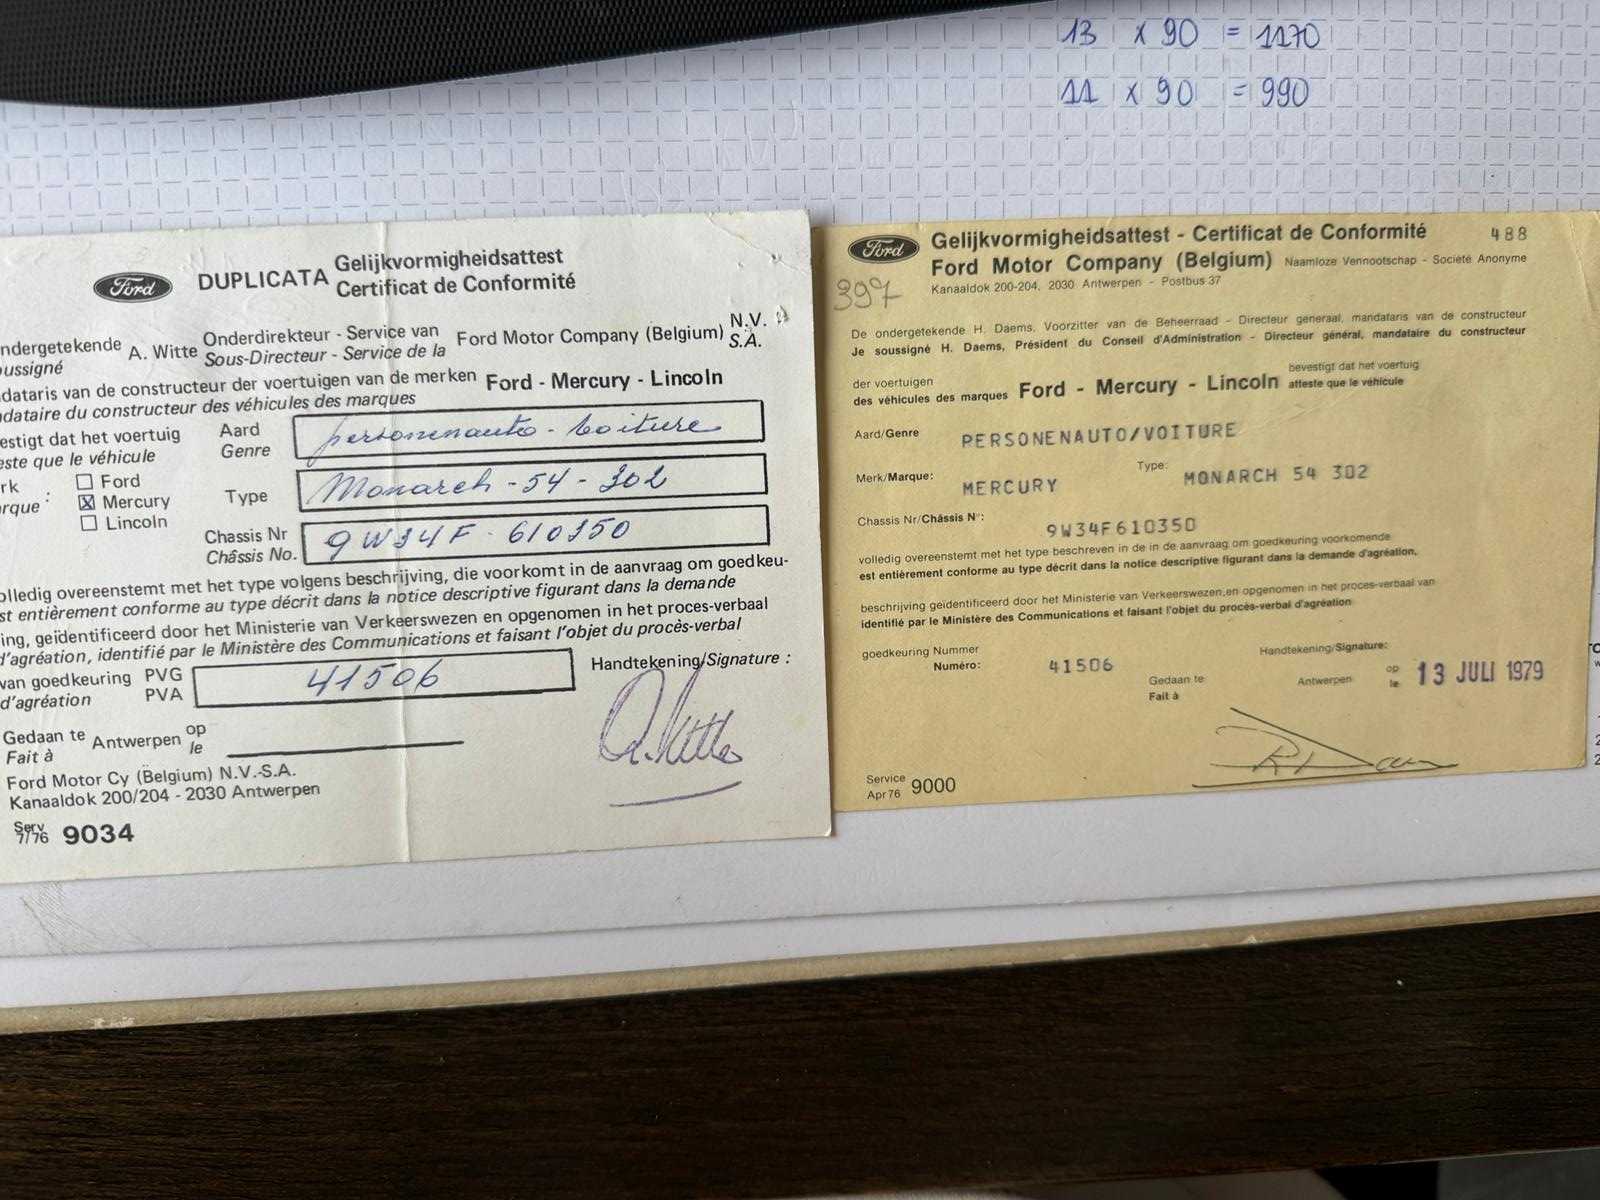 13 x 90 = 1170
11 x 90 = 990
Ford DUPLICATA Gelijkvormigheidsattest
Certificat de Conformité
ndergetekende A. Witte Onderdirekteur - Service van Ford Motor Company (Belgium) N.V.
oussigné Sous-Directeur - Service de la S.A.
dataris van de constructeur der voertuigen van de merken Ford - Mercury - Lincoln
dataire du constructeur des véhicules des marques
estigt dat het voertuig Aard personenauto - voiture
este que le véhicule Genre
rk Ford
rque : Mercury Type Monarch - 54 - 302
Lincoln
Chassis Nr 9W34F - 610350
Châssis No.
olledig overeenstemt met het type volgens beschrijving, die voorkomt in de aanvraag om goedkeu-
st entièrement conforme au type décrit dans la notice descriptive figurant dans la demande
ing, geïdentificeerd door het Ministerie van Verkeerswezen en opgenomen in het proces-verbaal
d'agréation, identifié par le Ministère des Communications et faisant l'objet du procès-verbal
van goedkeuring PVG 41506 Handtekening/Signature :
d'agréation PVA
Gedaan te Antwerpen op
Fait à le
A. Witte
Ford Motor Cy (Belgium) N.V.-S.A.
Kanaaldok 200/204 - 2030 Antwerpen
Serv 9034
7/76
Ford Gelijkvormigheidsattest - Certificat de Conformité 488
397 Ford Motor Company (Belgium) Naamloze Vennootschap - Société Anonyme
Kanaaldok 200-204, 2030 Antwerpen - Postbus 37
De ondergetekende H. Daems, Voorzitter van de Beheerraad - Directeur generaal, mandataris van de constructeur
Je soussigné H. Daems, Président du Conseil d'Administration - Directeur général, mandataire du constructeur
der voertuigen Ford - Mercury - Lincoln bevestigt dat het voertuig
des véhicules des marques atteste que le véhicule
Aard/Genre PERSONENAUTO/VOITURE
Merk/Marque: MERCURY Type: MONARCH 54 302
Chassis Nr/Châssis N°: 9W34F610350
volledig overeenstemt met het type beschreven in de in de aanvraag om goedkeuring voorkomende
est entièrement conforme au type décrit dans la notice descriptive figurant dans la demande d'agréation,
beschrijving geïdentificeerd door het Ministerie van Verkeerswezen,en opgenomen in het proces-verbaal van
identifié par le Ministère des Communications et faisant l'objet du procès-verbal d'agréation
goedkeuring Nummer Handtekening/Signature:
Numéro: 41506
Gedaan te Antwerpen op 13 JULI 1979
Fait à le
Service 9000
Apr 76